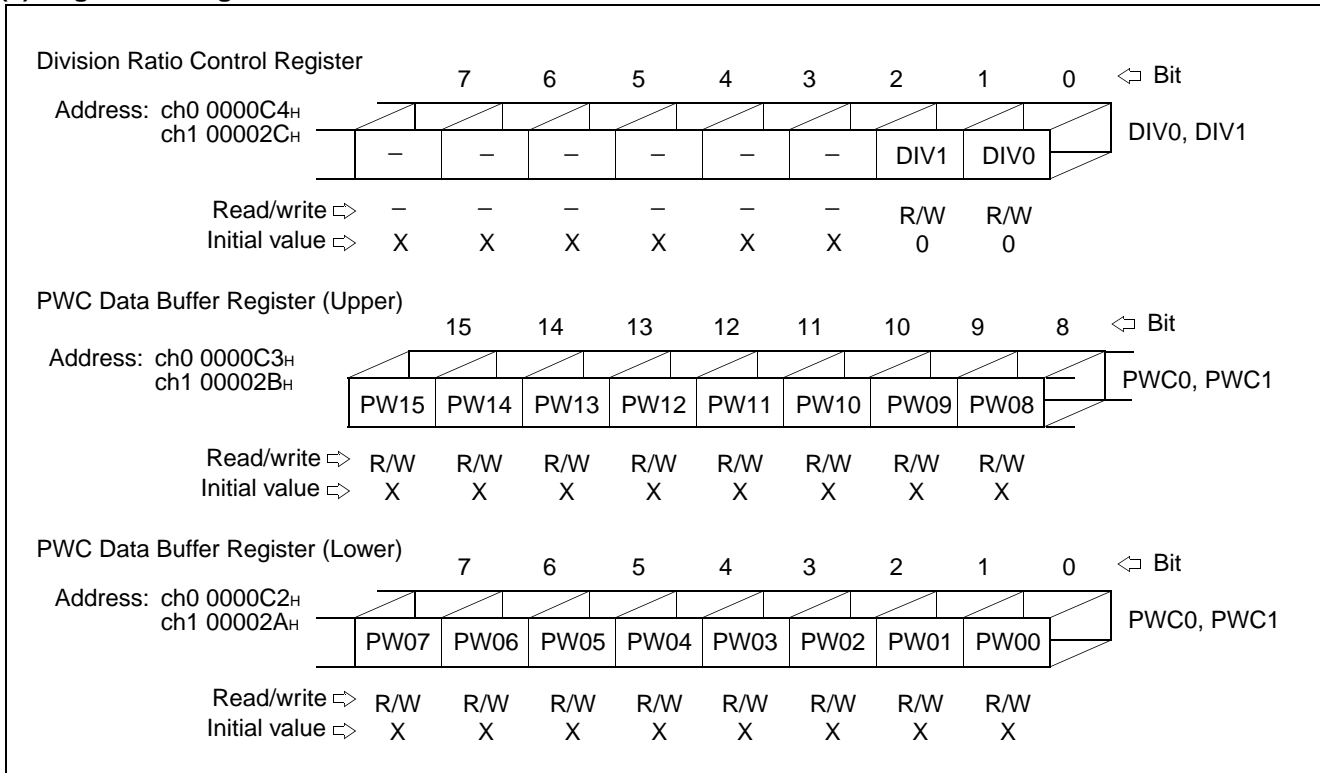 Division Ratio Control Register
7 6 5 4 3 2 1 0 ⇦ Bit
Address: ch0 0000C4H
ch1 00002CH
DIV0, DIV1
– – – – – – DIV1 DIV0
Read/write ⇨ – – – – – – R/W R/W
Initial value ⇨ X X X X X X 0 0
PWC Data Buffer Register (Upper)
15 14 13 12 11 10 9 8 ⇦ Bit
Address: ch0 0000C3H
ch1 00002BH
PWC0, PWC1
PW15 PW14 PW13 PW12 PW11 PW10 PW09 PW08
Read/write ⇨ R/W R/W R/W R/W R/W R/W R/W R/W
Initial value ⇨ X X X X X X X X
PWC Data Buffer Register (Lower)
7 6 5 4 3 2 1 0 ⇦ Bit
Address: ch0 0000C2H
ch1 00002AH
PWC0, PWC1
PW07 PW06 PW05 PW04 PW03 PW02 PW01 PW00
Read/write ⇨ R/W R/W R/W R/W R/W R/W R/W R/W
Initial value ⇨ X X X X X X X X